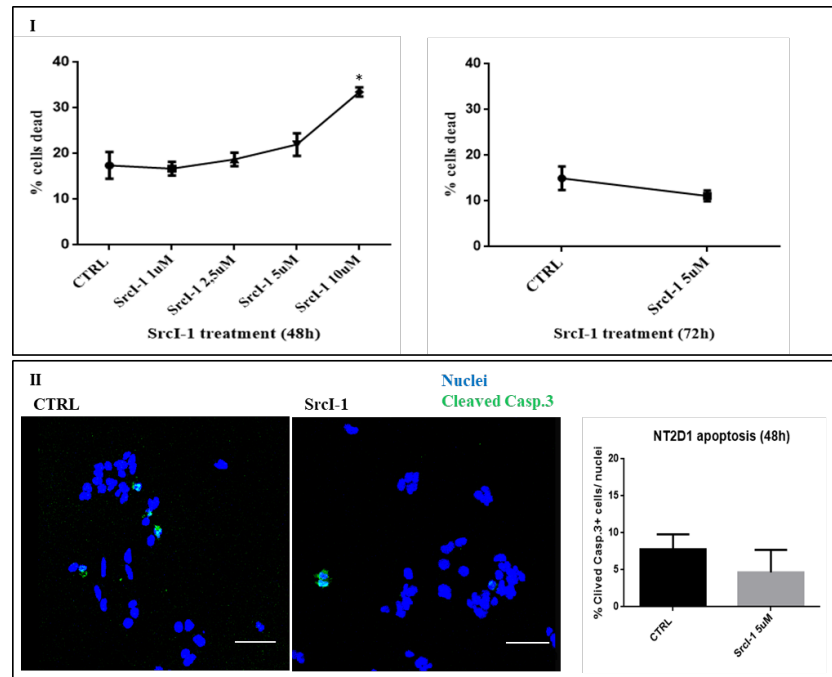 I
40
30
20
10
0
% cells dead
*
CTRL
SrcI-1 1uM
SrcI-1 2,5uM
SrcI-1 5uM
SrcI-1 10uM
SrcI-1 treatment (48h)
40
30
20
10
0
% cells dead
CTRL
SrcI-1 5uM
SrcI-1 treatment (72h)
II
CTRL
SrcI-1
Nuclei
Cleaved Casp.3
NT2D1 apoptosis (48h)
20
15
10
5
0
% Clived Casp.3+ cells/ nuclei
CTRL
SrcI-1 5uM